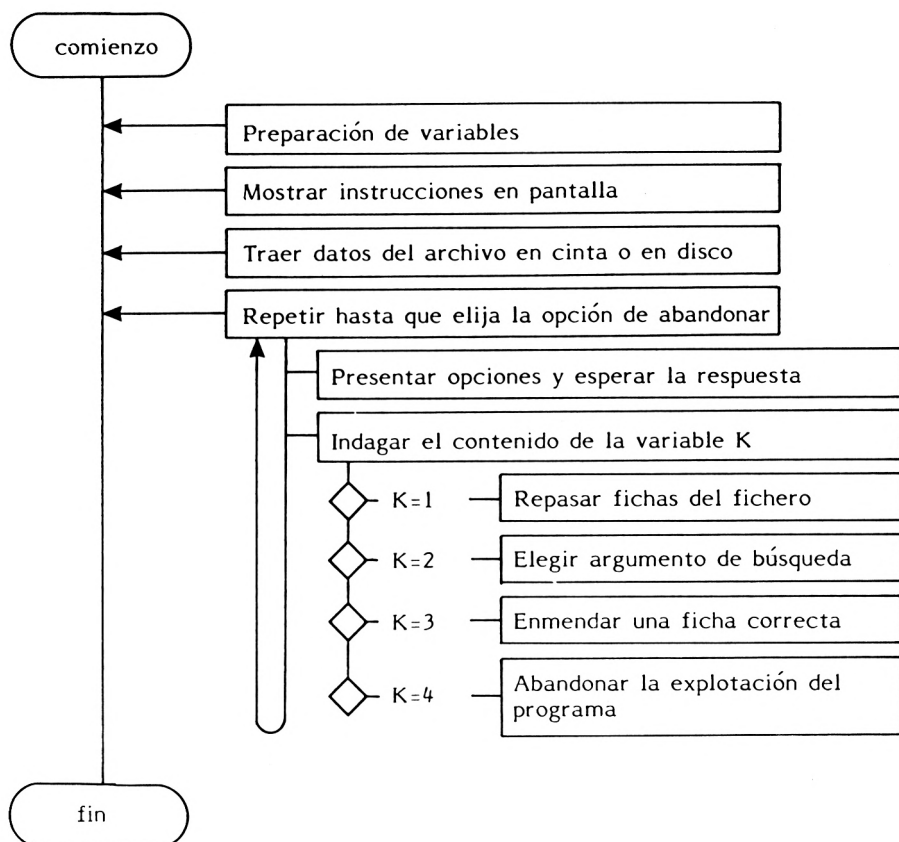 comienzo
Preparación de variables
Mostrar instrucciones en pantalla
Traer datos del archivo en cinta o en disco
Repetir hasta que elija la opción de abandonar
Presentar opciones y esperar la respuesta
Indagar el contenido de la variable K
K=1 Repasar fichas del fichero
K=2 Elegir argumento de búsqueda
K=3 Enmendar una ficha correcta
K=4 Abandonar la explotación del
programa
fin